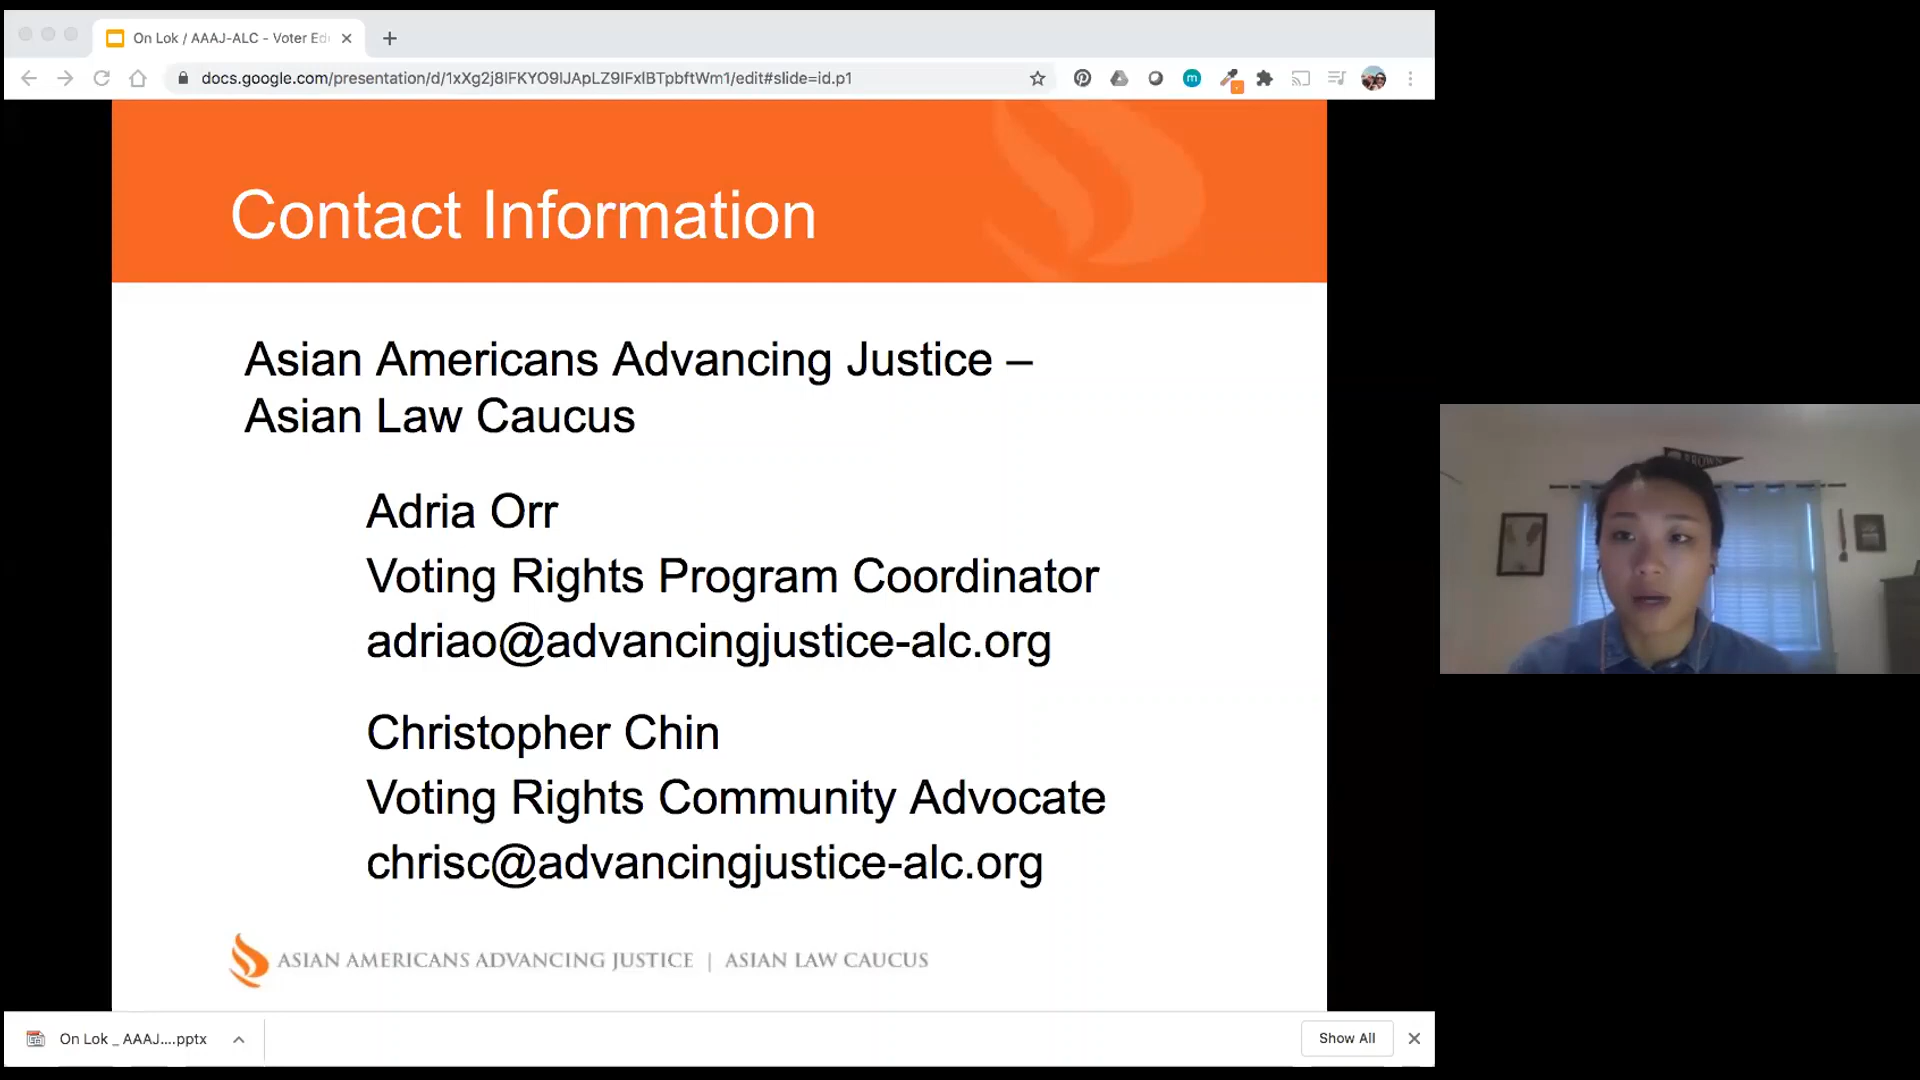 On Lok / AAAJ-ALC - Voter Ed
docs.google.com/presentation/d/1xXg2j8lFKYO9IJApLZ9IFxlBTpbftWm1/edit#slide=id.p1
m
Contact Information
Asian Americans Advancing Justice –
Asian Law Caucus
Adria Orr
Voting Rights Program Coordinator
adriao@advancingjustice-alc.org
Christopher Chin
Voting Rights Community Advocate
chrisc@advancingjustice-alc.org
ASIAN AMERICANS ADVANCING JUSTICE | ASIAN LAW CAUCUS
BROWN
On Lok _ AAAJ....pptx
Show All